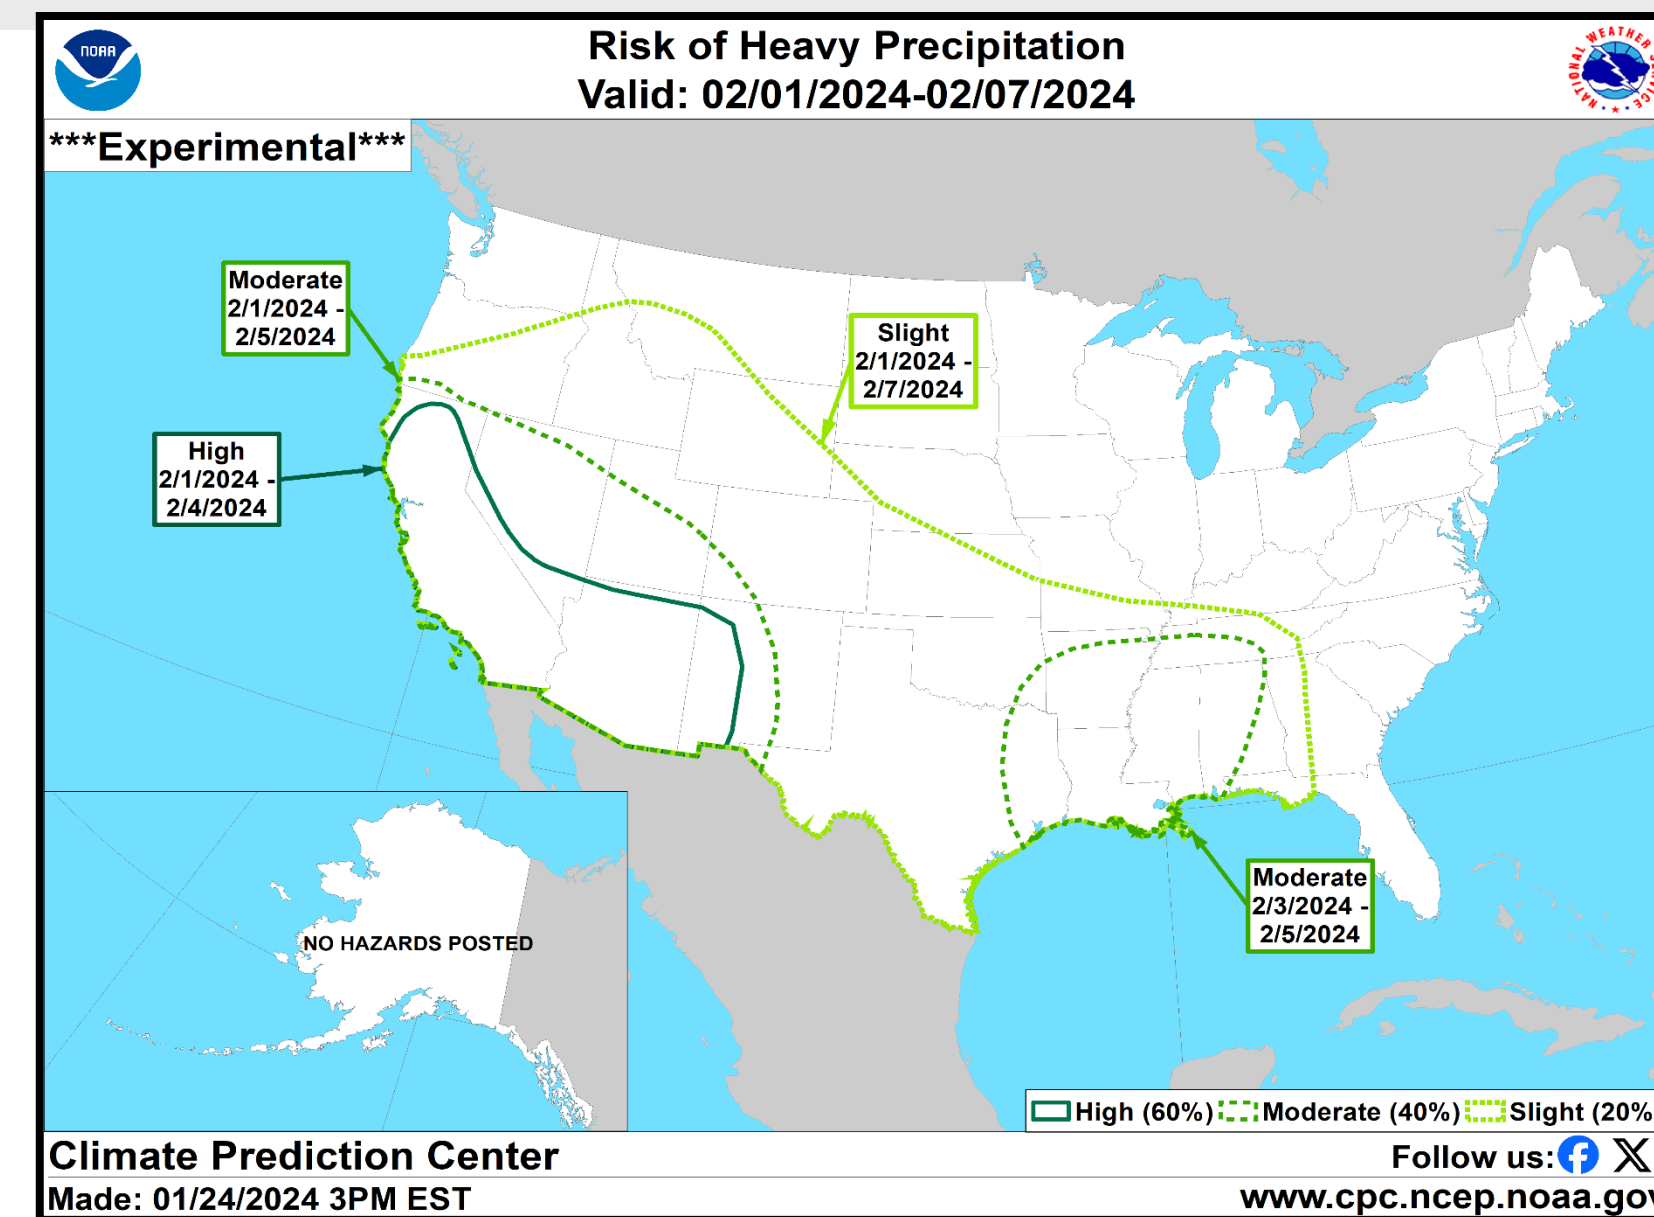 NOAA
Risk of Heavy Precipitation
Valid: 02/01/2024-02/07/2024
NATIONAL WEATHER
***Experimental***
Moderate
2/1/2024 -
2/5/2024
Slight
2/1/2024 -
2/7/2024
High
2/1/2024 -
2/4/2024
Moderate
2/3/2024 -
2/5/2024
NO HAZARDS POSTED
High (60%) Moderate (40%) Slight (20%
Climate Prediction Center
Follow us:
Made: 01/24/2024 3PM EST
www.cpc.ncep.noaa.gov